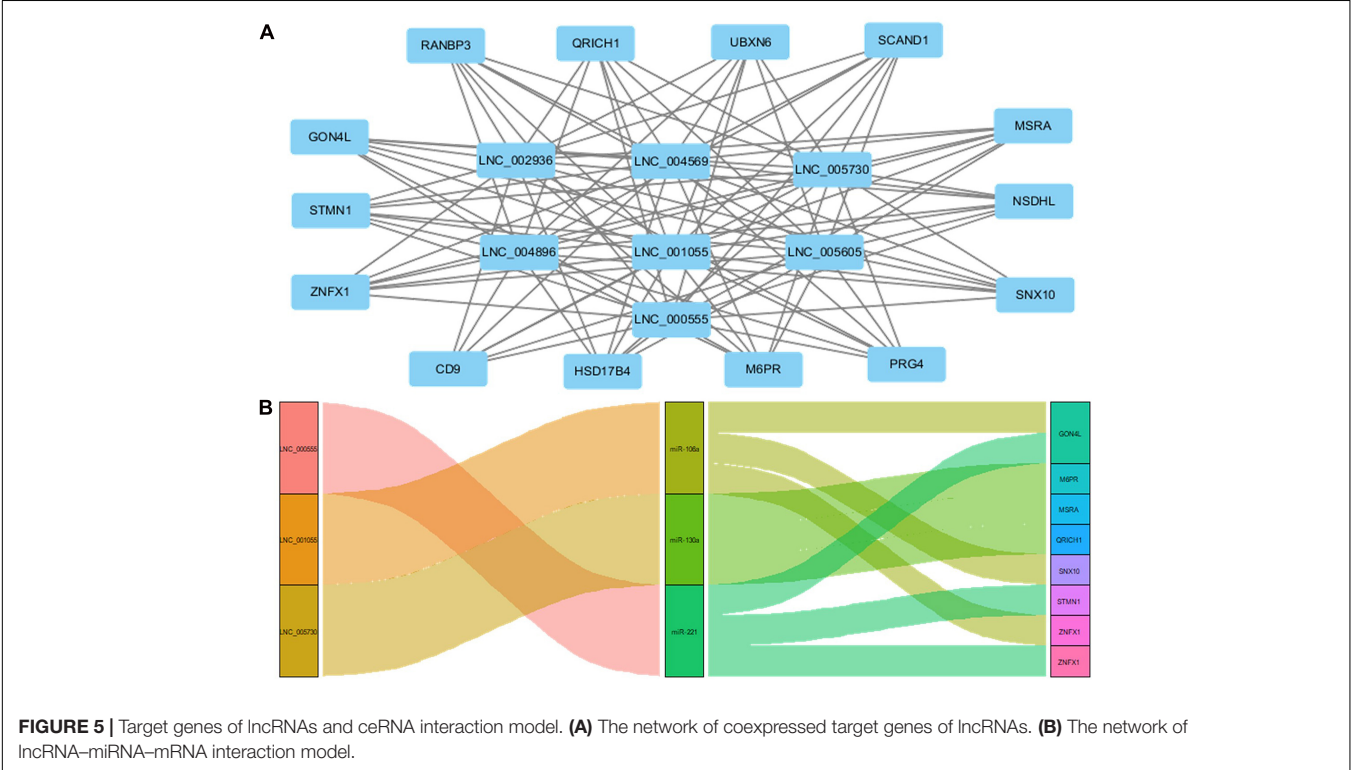 A
RANBP3
QRICH1
UBXN6
SCAND1
GON4L
MSRA
LNC_002936
LNC_004569
LNC_005730
STMN1
NSDHL
LNC_004896
LNC_001055
LNC_005605
ZNFX1
SNX10
LNC_000555
CD9
HSD17B4
M6PR
PRG4
B
LNC_000555
LNC_001055
LNC_005730
miR-106a
miR-130a
miR-221
GON4L
M6PR
MSRA
QRICH1
SNX10
STMN1
ZNFX1
ZNFX1
FIGURE 5 | Target genes of lncRNAs and ceRNA interaction model. (A) The network of coexpressed target genes of lncRNAs. (B) The network of
lncRNA–miRNA–mRNA interaction model.